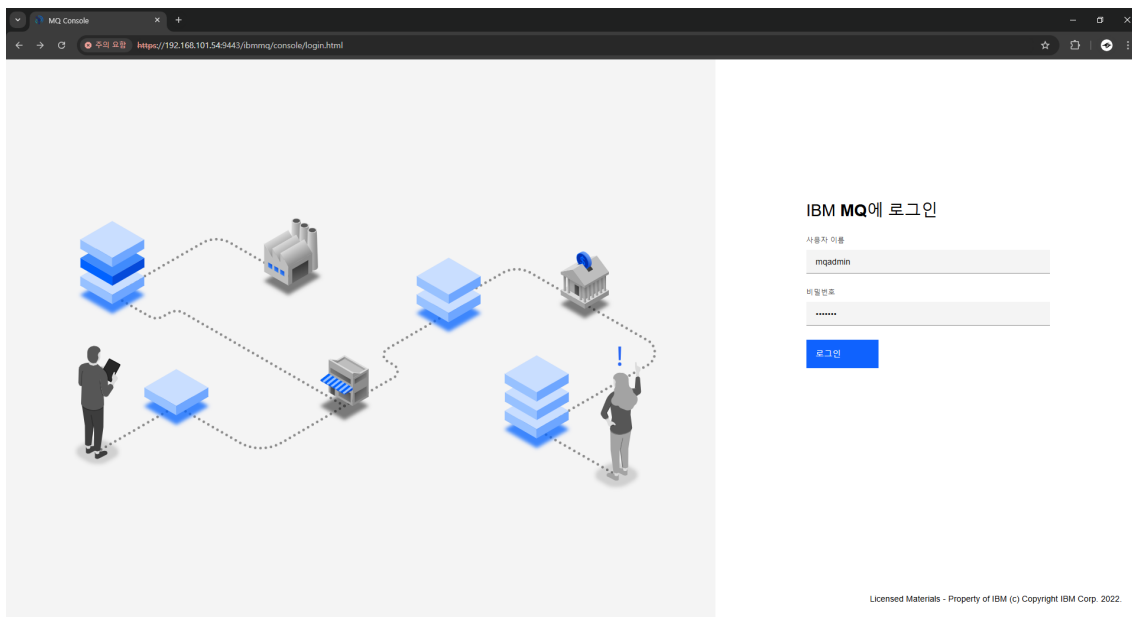 MQ Console
주의 요함 https://192.168.101.54:9443/ibmmq/console/login.html
IBM MQ에 로그인
사용자 이름
mqadmin
비밀번호
•••••••
로그인
!
Licensed Materials - Property of IBM (c) Copyright IBM Corp. 2022.